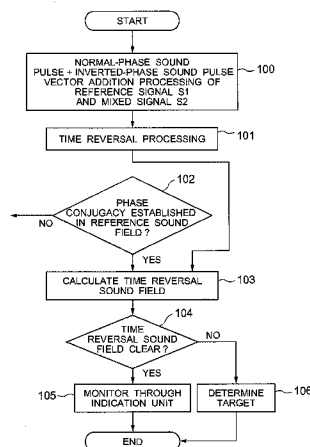 START
NORMAL-PHASE SOUND
PULSE + INVERTED-PHASE SOUND PULSE
VECTOR ADDITION PROCESSING OF
REFERENCE SIGNAL S1
AND MIXED SIGNAL S2
100
TIME REVERSAL PROCESSING
101
102
PHASE
CONJUGACY ESTABLISHED
IN REFERENCE SOUND
FIELD?
NO
YES
CALCULATE TIME REVERSAL
SOUND FIELD
103
104
TIME
REVERSAL SOUND
FIELD CLEAR?
NO
YES
105
MONITOR THROUGH
INDICATION UNIT
DETERMINE
TARGET
106
END